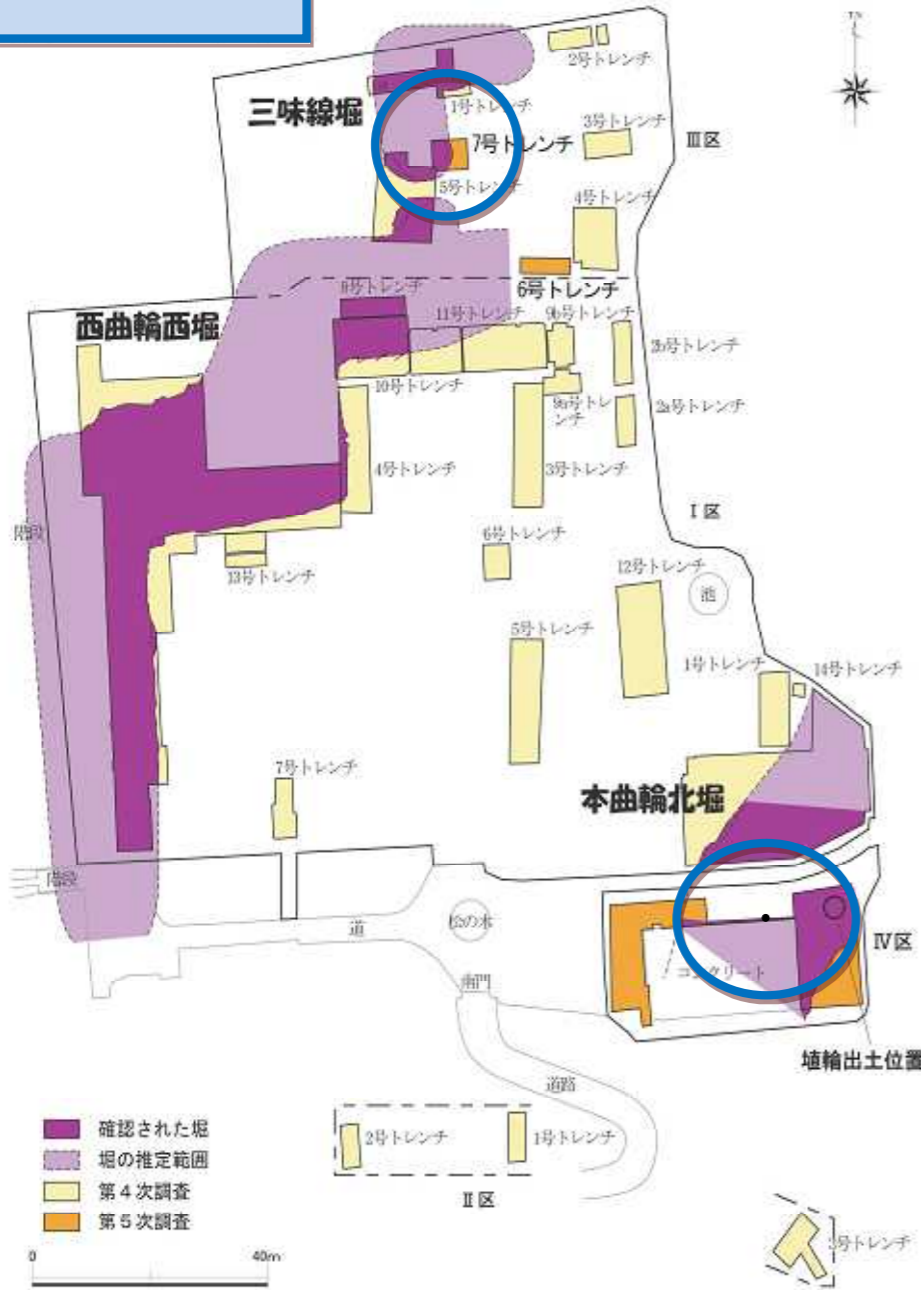 2号トレンチ
三味線堀
1号トレンチ
3号トレンチ
Ⅲ区
7号トレンチ
5号トレンチ
4号トレンチ
6号トレンチ
西曲輪西堀
11号トレンチ
9b号トレンチ
2b号トレンチ
10号トレンチ
9a号トレ
ンチ
2a号トレンチ
4号トレンチ
3号トレンチ
Ⅰ区
階段
6号トレンチ
13号トレンチ
12号トレンチ
池
5号トレンチ
1号トレンチ
14号トレンチ
7号トレンチ
本曲輪北堀
階段
道
松の木
Ⅳ区
コンクリート
南門
埴輪出土位置
道路
確認された堀
堀の推定範囲
第４次調査
第５次調査
2号トレンチ
1号トレンチ
Ⅱ区
3号トレンチ
0
40m